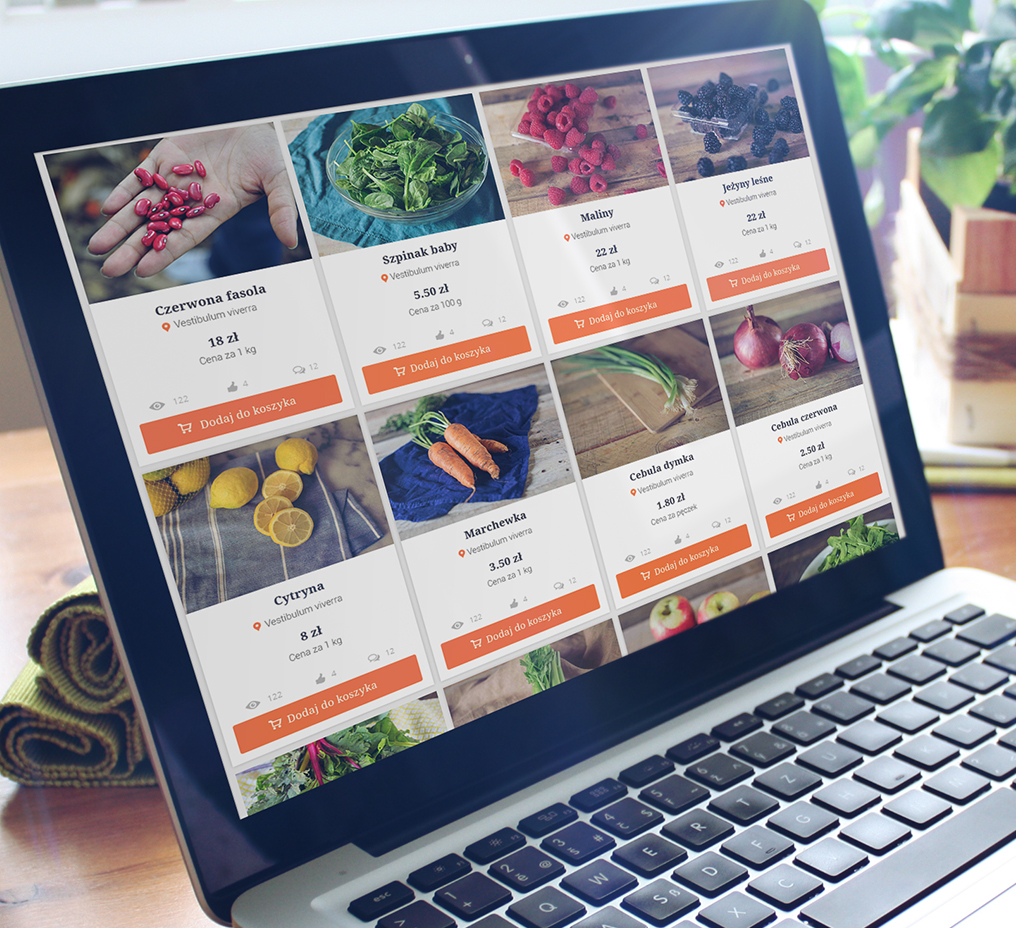 Czerwona fasola
Vestibulum viverra
18 zł
Cena za 1 kg
122
4
12
Dodaj do koszyka
Szpinak baby
Vestibulum viverra
5.50 zł
Cena za 100 g
122
4
12
Dodaj do koszyka
Maliny
Vestibulum viverra
22 zł
Cena za 1 kg
122
4
12
Dodaj do koszyka
Jeżyny leśne
Vestibulum viverra
22 zł
Cena za 1 kg
122
4
12
Dodaj do koszyka
Cytryna
Vestibulum viverra
8 zł
Cena za 1 kg
122
4
12
Dodaj do koszyka
Marchewka
Vestibulum viverra
3.50 zł
Cena za 1 kg
122
4
12
Dodaj do koszyka
Cebula dymka
Vestibulum viverra
1.80 zł
Cena za pęczek
122
4
12
Dodaj do koszyka
Cebula czerwona
Vestibulum viverra
2.50 zł
Cena za 1 kg
122
4
12
Dodaj do koszyka
esc
Q W E R T Z U
S D F G
X C